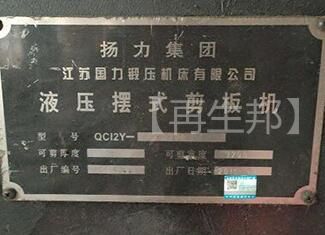 扬力集团
江苏国力锻压机床有限公司
液压摆式剪板机
【再生邦】
型 号 QC12Y-
可剪厚度
可剪宽度
出厂编号
出厂日期